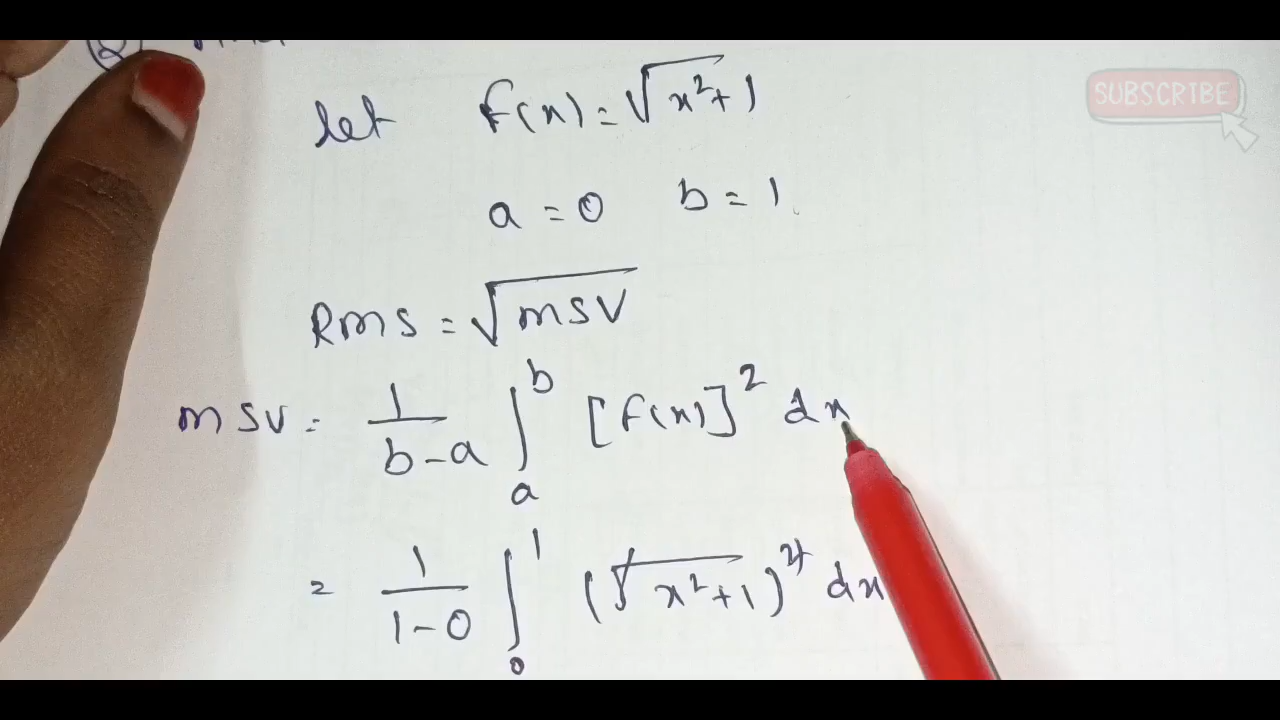 SUBSCRIBE
let f(x) = √(x²+1)
a = 0 b = 1
Rms = √msv
msv = 1/(b-a) ∫ₐᵇ [f(x)]² dx
= 1/(1-0) ∫₀¹ (√(x²+1))² dx